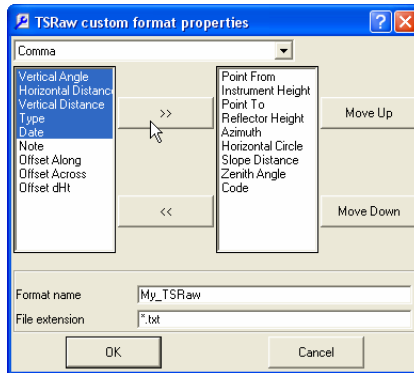 TSRaw custom format properties
Comma
Vertical Angle
Horizontal Distanc
Vertical Distance
Type
Date
Note
Offset Along
Offset Across
Offset dHt
>>
<<
Point From
Instrument Height
Point To
Reflector Height
Azimuth
Horizontal Circle
Slope Distance
Zenith Angle
Code
Move Up
Move Down
Format name
My_TSRaw
File extension
*.txt
OK
Cancel